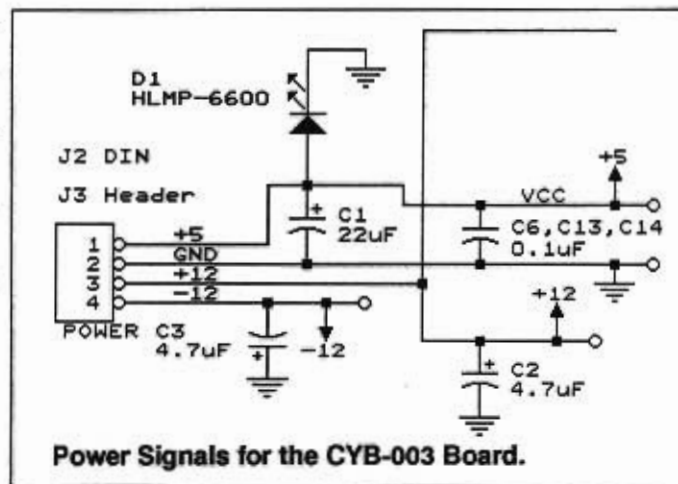 D1
HLMP-6600
J2 DIN
J3 Header
+5
VCC
1
+5
+
C1
22uF
C6,C13,C14
0.1uF
2
GND
3
+12
4
-12
+12
POWER
C3
4.7uF
+
-12
+
C2
4.7uF
Power Signals for the CYB-003 Board.